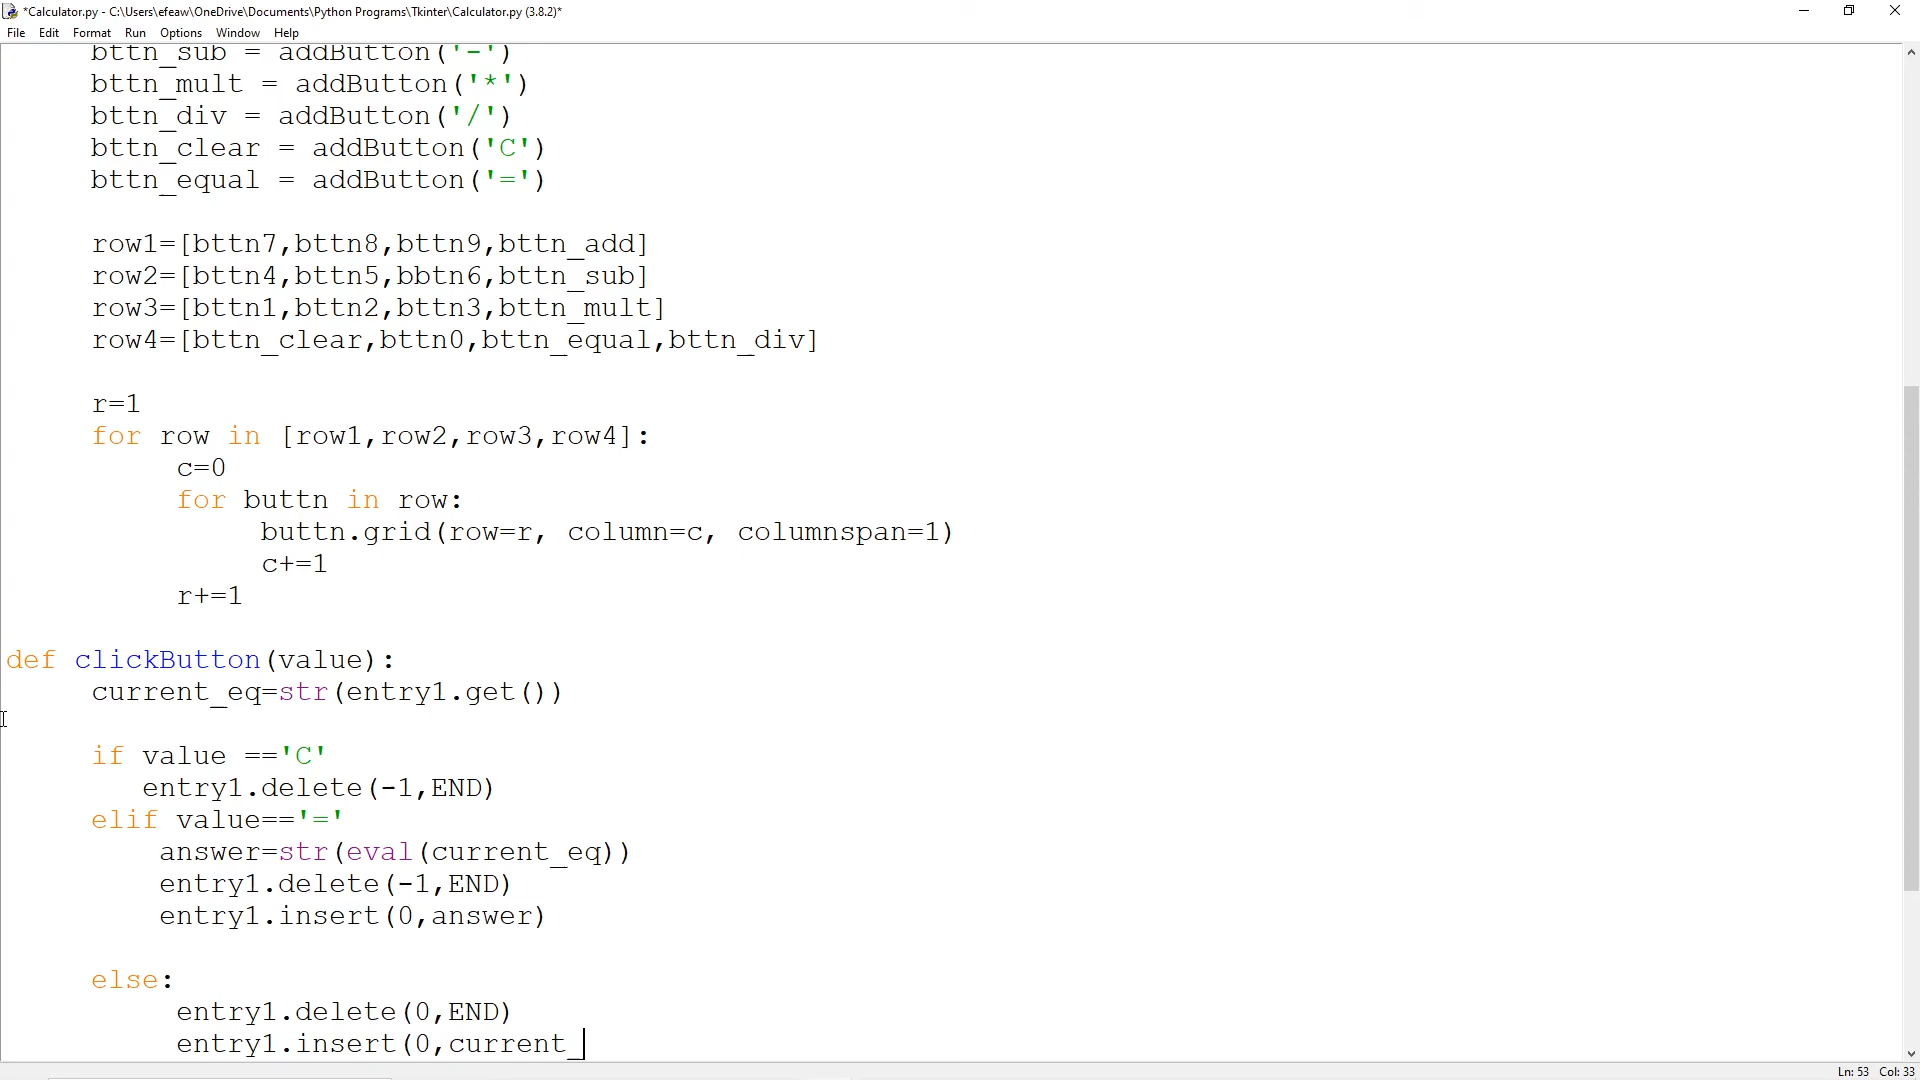 *Calculator.py - C:\Users\efeaw\OneDrive\Documents\Python Programs\Tkinter\Calculator.py (3.8.2)*
File Edit Format Run Options Window Help
bttn_sub = addButton('-')
bttn_mult = addButton('*')
bttn_div = addButton('/')
bttn_clear = addButton('C')
bttn_equal = addButton('=')
row1=[bttn7,bttn8,bttn9,bttn_add]
row2=[bttn4,bttn5,bbtn6,bttn_sub]
row3=[bttn1,bttn2,bttn3,bttn_mult]
row4=[bttn_clear,bttn0,bttn_equal,bttn_div]
r=1
for row in [row1,row2,row3,row4]:
c=0
for buttn in row:
buttn.grid(row=r, column=c, columnspan=1)
c+=1
r+=1
def clickButton(value):
current_eq=str(entry1.get())
if value =='C'
entry1.delete(-1,END)
elif value=='='
answer=str(eval(current_eq))
entry1.delete(-1,END)
entry1.insert(0,answer)
else:
entry1.delete(0,END)
entry1.insert(0,current_
Ln: 53 Col: 33